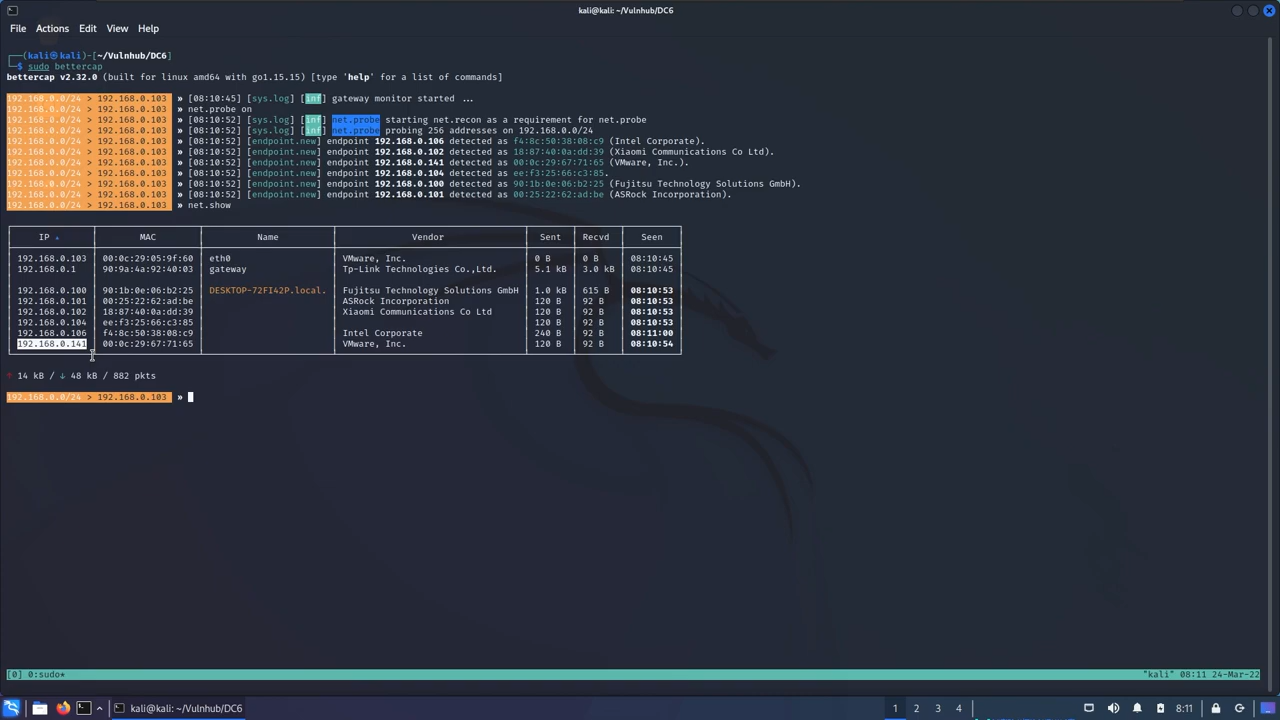 kali@kali: ~/Vulnhub/DC6
File Actions Edit View Help
┌──(kali㉿kali)-[~/Vulnhub/DC6]
└─$ sudo bettercap
bettercap v2.32.0 (built for linux amd64 with go1.15.15) [type 'help' for a list of commands]
192.168.0.0/24 > 192.168.0.103 » [08:10:45] [sys.log] [inf] gateway monitor started ...
192.168.0.0/24 > 192.168.0.103 » net.probe on
192.168.0.0/24 > 192.168.0.103 » [08:10:52] [sys.log] [inf] net.probe starting net.recon as a requirement for net.probe
192.168.0.0/24 > 192.168.0.103 » [08:10:52] [sys.log] [inf] net.probe probing 256 addresses on 192.168.0.0/24
192.168.0.0/24 > 192.168.0.103 » [08:10:52] [endpoint.new] endpoint 192.168.0.106 detected as f4:8c:50:38:08:c9 (Intel Corporate).
192.168.0.0/24 > 192.168.0.103 » [08:10:52] [endpoint.new] endpoint 192.168.0.102 detected as 18:87:40:0a:dd:39 (Xiaomi Communications Co Ltd).
192.168.0.0/24 > 192.168.0.103 » [08:10:52] [endpoint.new] endpoint 192.168.0.141 detected as 00:0c:29:67:71:65 (VMware, Inc.).
192.168.0.0/24 > 192.168.0.103 » [08:10:52] [endpoint.new] endpoint 192.168.0.104 detected as ee:f3:25:66:c3:85.
192.168.0.0/24 > 192.168.0.103 » [08:10:52] [endpoint.new] endpoint 192.168.0.100 detected as 90:1b:0e:06:b2:25 (Fujitsu Technology Solutions GmbH).
192.168.0.0/24 > 192.168.0.103 » [08:10:52] [endpoint.new] endpoint 192.168.0.101 detected as 00:25:22:62:ad:be (ASRock Incorporation).
192.168.0.0/24 > 192.168.0.103 » net.show
IP ▴ MAC Name Vendor Sent Recvd Seen
192.168.0.103 00:0c:29:05:9f:60 eth0 VMware, Inc. 0 B 0 B 08:10:45
192.168.0.1 90:9a:4a:92:40:03 gateway Tp-Link Technologies Co.,Ltd. 5.1 kB 3.0 kB 08:10:45
192.168.0.100 90:1b:0e:06:b2:25 DESKTOP-72FI42P.local. Fujitsu Technology Solutions GmbH 1.0 kB 615 B 08:10:53
192.168.0.101 00:25:22:62:ad:be ASRock Incorporation 120 B 92 B 08:10:53
192.168.0.102 18:87:40:0a:dd:39 Xiaomi Communications Co Ltd 120 B 92 B 08:10:53
192.168.0.104 ee:f3:25:66:c3:85 120 B 92 B 08:10:53
192.168.0.106 f4:8c:50:38:08:c9 Intel Corporate 240 B 92 B 08:11:00
192.168.0.141 00:0c:29:67:71:65 VMware, Inc. 120 B 92 B 08:10:54
↑ 14 kB / ↓ 48 kB / 882 pkts
192.168.0.0/24 > 192.168.0.103 »
[0] 0:sudo* "kali" 08:11 24-Mar-22
kali@kali: ~/Vulnhub/DC6 1 2 3 4 8:11